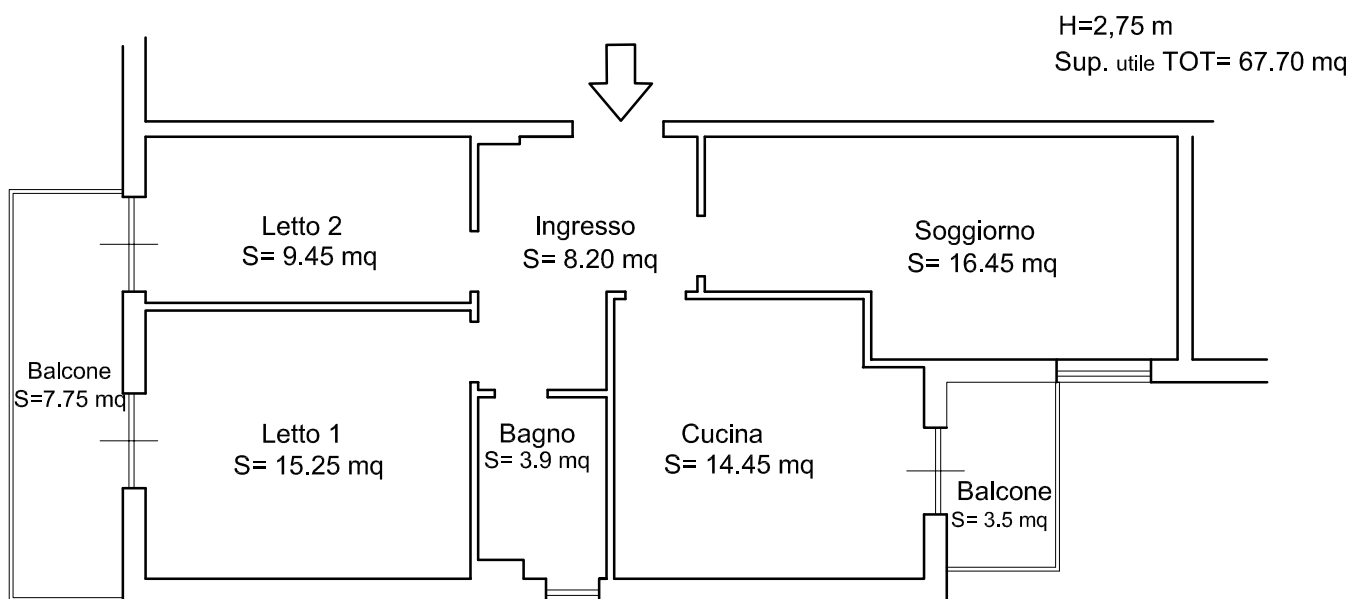 H=2,75 m
Sup. utile TOT= 67.70 mq
Letto 2
S= 9.45 mq
Ingresso
S= 8.20 mq
Soggiorno
S= 16.45 mq
Balcone
S=7.75 mq
Letto 1
S= 15.25 mq
Bagno
S= 3.9 mq
Cucina
S= 14.45 mq
Balcone
S= 3.5 mq